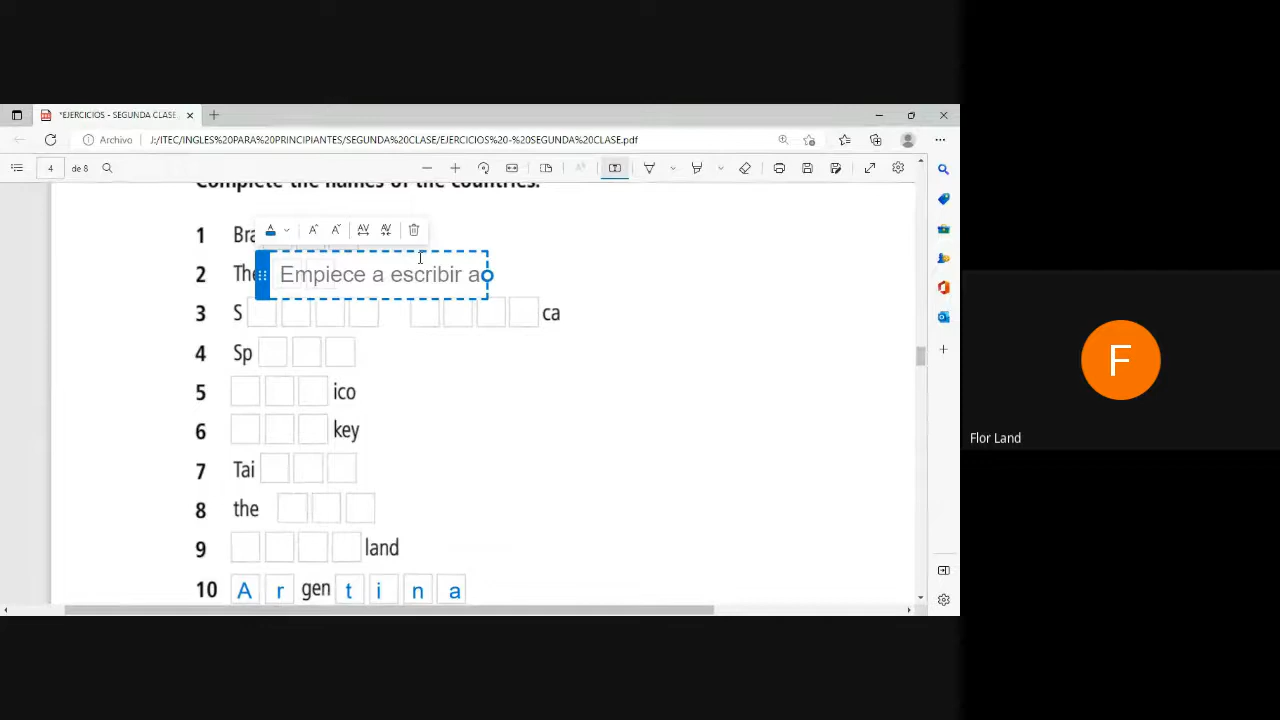 *EJERCICIOS - SEGUNDA CLASE
Archivo J:/ITEC/INGLES%20PARA%20PRINCIPIANTES/SEGUNDA%20CLASE/EJERCICIOS%20-%20SEGUNDA%20CLASE.pdf
4 de 8
Complete the names of the countries.
1 Bra
2 The Empiece a escribir a
3 S ca
4 Sp
5 ico
6 key
7 Tai
8 the
9 land
10 A r gen t i n a
F
Flor Land